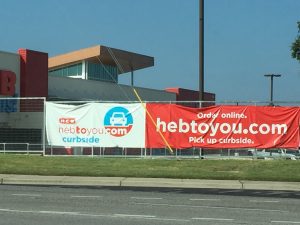 B
H-E-B
hebtoyou.com
curbside
Order online.
hebtoyou.com
Pick up curbside.